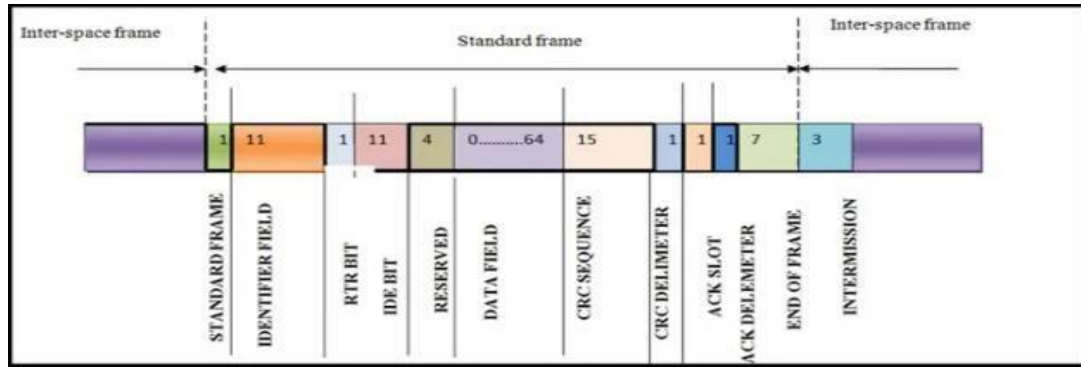 Inter-space frame
Standard frame
Inter-space frame
1 11 1 11 4 0..........64 15 1 1 1 7 3
STANDARD FRAME
IDENTIFIER FIELD
RTR BIT
IDE BIT
RESERVED
DATA FIELD
CRC SEQUENCE
CRC DELIMETER
ACK SLOT
ACK DELEMETER
END OF FRAME
INTERMISSION